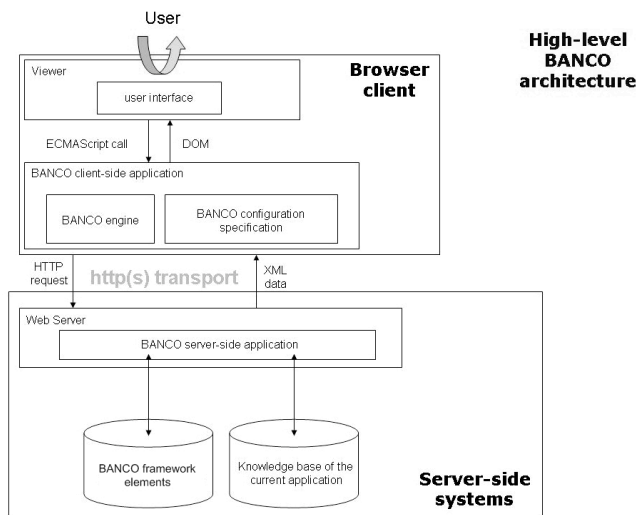 User
High-level
BANCO
architecture
Browser
client
Viewer
user interface
ECMAScript call
DOM
BANCO client-side application
BANCO engine
BANCO configuration
specification
HTTP
request
http(s) transport
XML
data
Web Server
BANCO server-side application
BANCO framework
elements
Knowledge base of the
current application
Server-side
systems